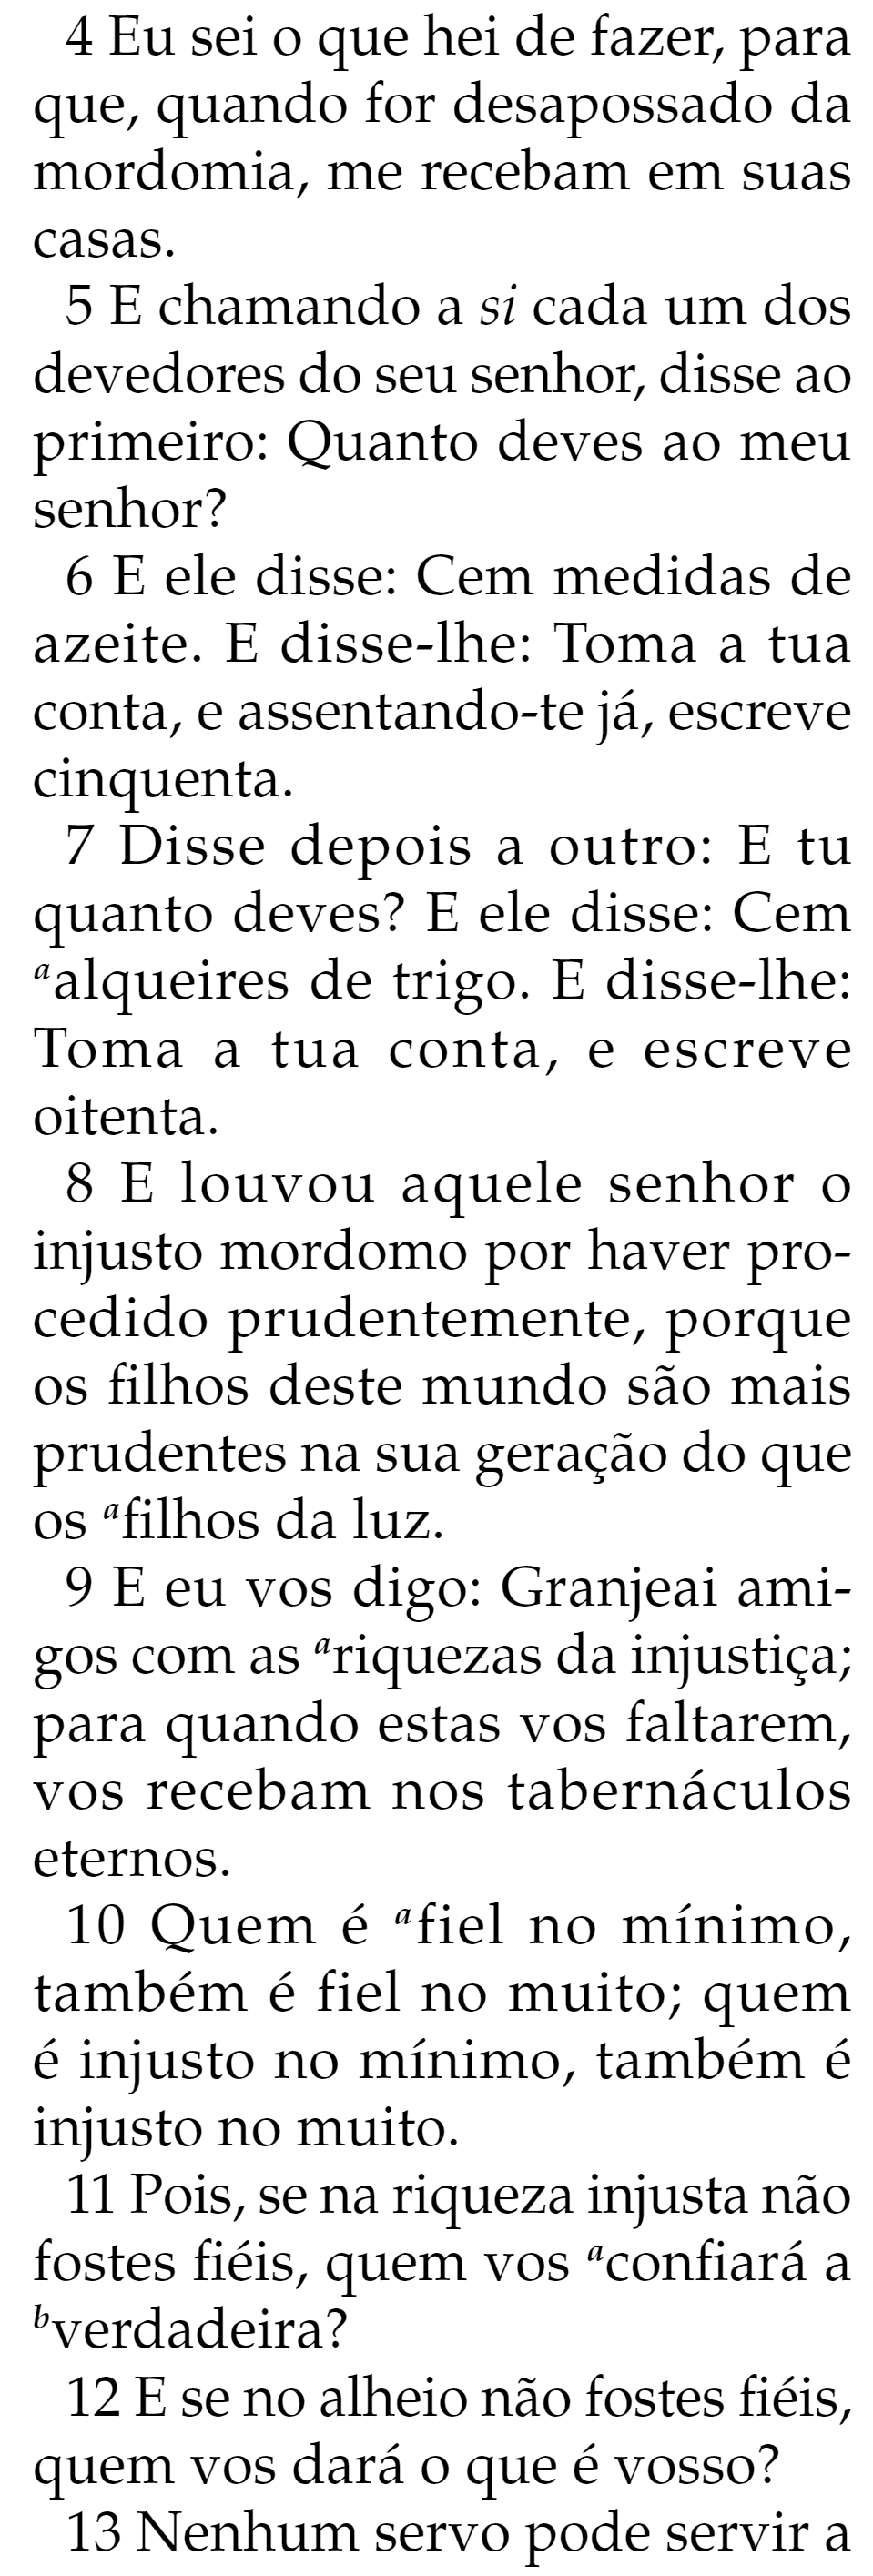 4 Eu sei o que hei de fazer, para
que, quando for desapossado da
mordomia, me recebam em suas
casas.
5 E chamando a si cada um dos
devedores do seu senhor, disse ao
primeiro: Quanto deves ao meu
senhor?
6 E ele disse: Cem medidas de
azeite. E disse-lhe: Toma a tua
conta, e assentando-te já, escreve
cinquenta.
7 Disse depois a outro: E tu
quanto deves? E ele disse: Cem
ᵃalqueires de trigo. E disse-lhe:
Toma a tua conta, e escreve
oitenta.
8 E louvou aquele senhor o
injusto mordomo por haver pro-
cedido prudentemente, porque
os filhos deste mundo são mais
prudentes na sua geração do que
os ᵃfilhos da luz.
9 E eu vos digo: Granjeai ami-
gos com as ᵃriquezas da injustiça;
para quando estas vos faltarem,
vos recebam nos tabernáculos
eternos.
10 Quem é ᵃfiel no mínimo,
também é fiel no muito; quem
é injusto no mínimo, também é
injusto no muito.
11 Pois, se na riqueza injusta não
fostes fiéis, quem vos ᵃconfiará a
ᵇverdadeira?
12 E se no alheio não fostes fiéis,
quem vos dará o que é vosso?
13 Nenhum servo pode servir a